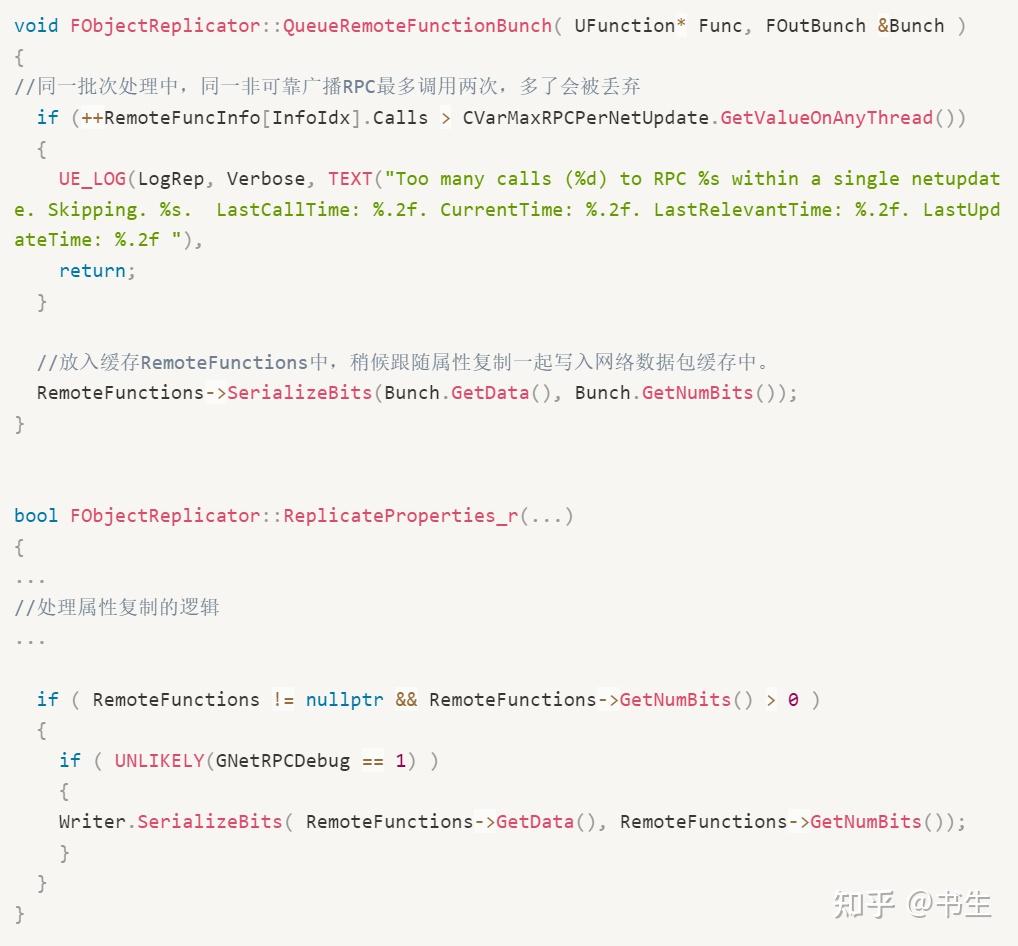 void FObjectReplicator::QueueRemoteFunctionBunch( UFunction* Func, FOutBunch &Bunch )
{
//同一批次处理中，同一非可靠广播RPC最多调用两次，多了会被丢弃
  if (++RemoteFuncInfo[InfoIdx].Calls > CVarMaxRPCPerNetUpdate.GetValueOnAnyThread())
  {
    UE_LOG(LogRep, Verbose, TEXT("Too many calls (%d) to RPC %s within a single netupdat
e. Skipping. %s.  LastCallTime: %.2f. CurrentTime: %.2f. LastRelevantTime: %.2f. LastUpd
ateTime: %.2f "),
    return;
  }

  //放入缓存RemoteFunctions中，稍候跟随属性复制一起写入网络数据包缓存中。
  RemoteFunctions->SerializeBits(Bunch.GetData(), Bunch.GetNumBits());
}

bool FObjectReplicator::ReplicateProperties_r(...)
{
...
//处理属性复制的逻辑
...

  if ( RemoteFunctions != nullptr && RemoteFunctions->GetNumBits() > 0 )
  {
    if ( UNLIKELY(GNetRPCDebug == 1) )
    {
    Writer.SerializeBits( RemoteFunctions->GetData(), RemoteFunctions->GetNumBits());
    }
  }
}
知乎 @书生